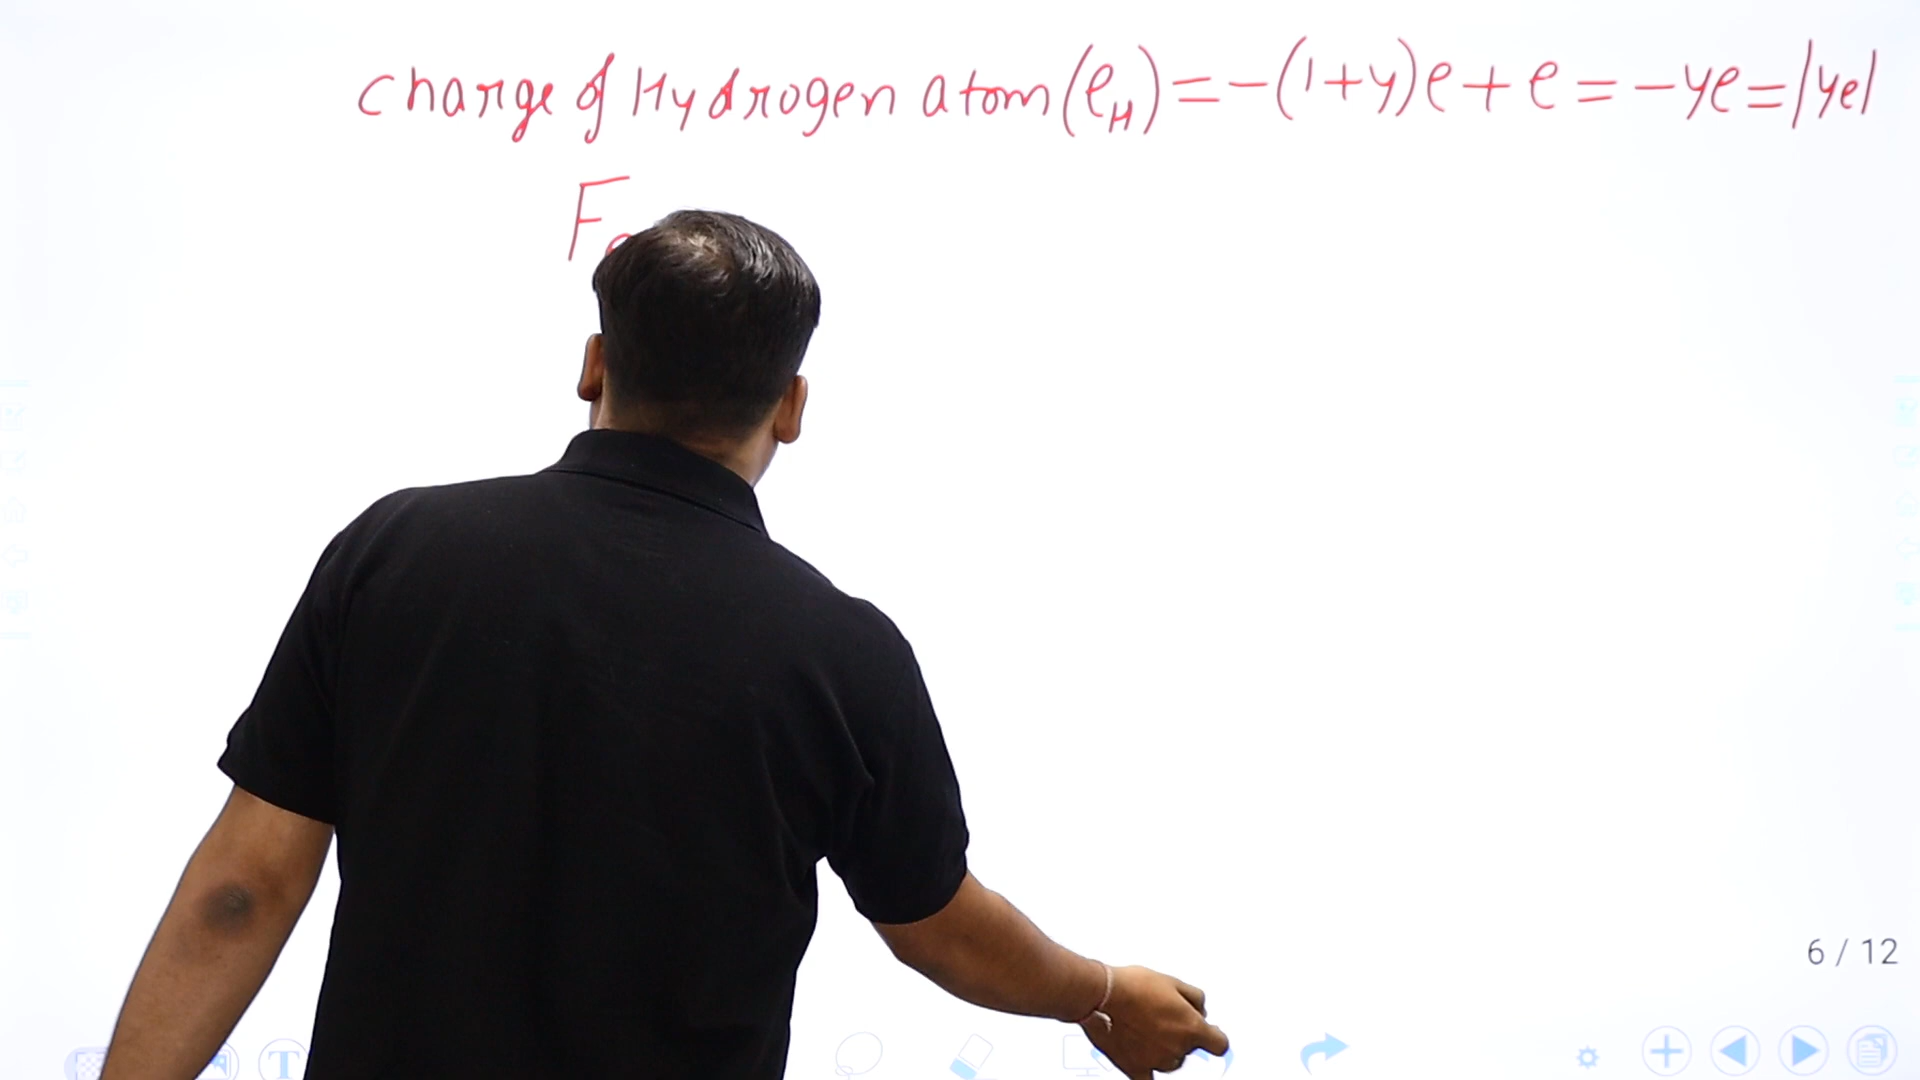 charge of Hydrogen atom (e_H) = -(1+y)e + e = -ye = |ye|
F
6 / 12
T